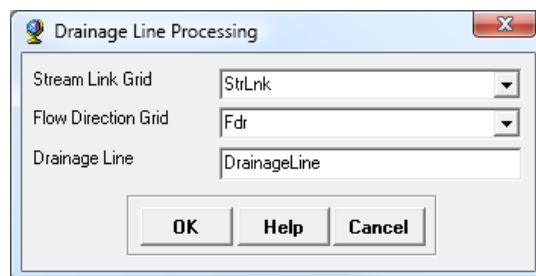 Drainage Line Processing
Stream Link Grid StrLnk
Flow Direction Grid Fdr
Drainage Line DrainageLine
OK Help Cancel